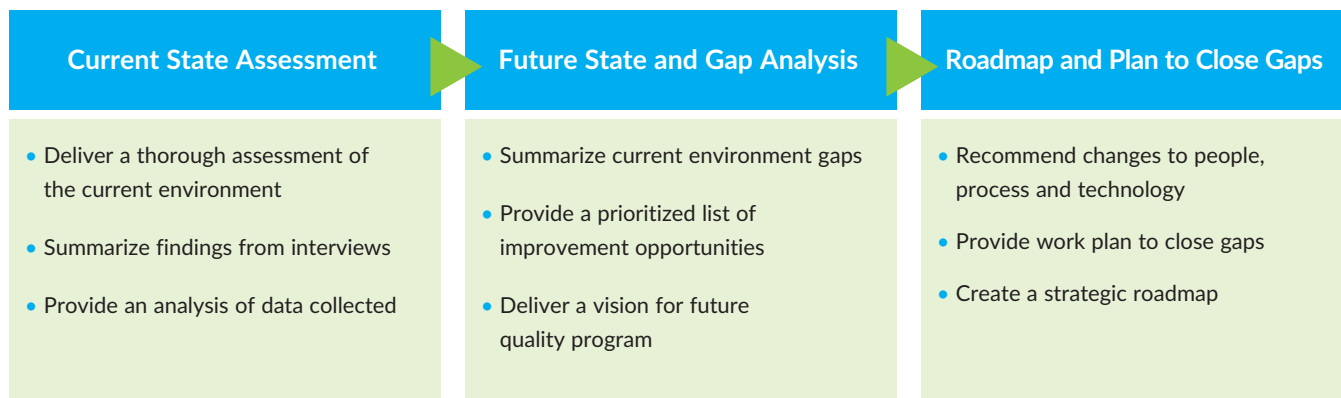 Current State Assessment
• Deliver a thorough assessment of
the current environment
• Summarize findings from interviews
• Provide an analysis of data collected
Future State and Gap Analysis
• Summarize current environment gaps
• Provide a prioritized list of
improvement opportunities
• Deliver a vision for future
quality program
Roadmap and Plan to Close Gaps
• Recommend changes to people,
process and technology
• Provide work plan to close gaps
• Create a strategic roadmap